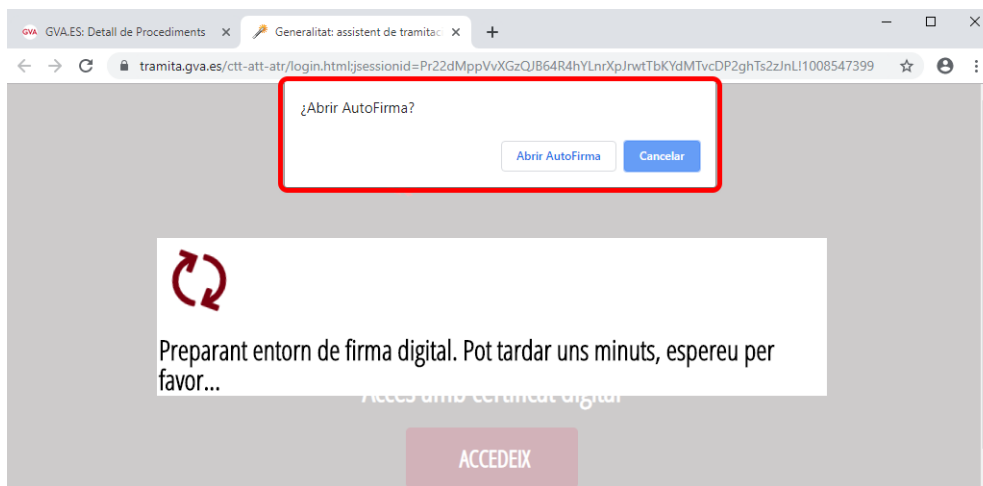 GVA GVA.ES: Detall de Procediments
Generalitat: assistent de tramitac
tramita.gva.es/ctt-att-atr/login.html;jsessionid=Pr22dMppVvXGzQJB64R4hYLnrXpJrwtTbKYdMTvcDP2ghTs2zJnL!1008547399
¿Abrir AutoFirma?
Abrir AutoFirma
Cancelar
Preparant entorn de firma digital. Pot tardar uns minuts, espereu per
favor...
Accés amb certificat digital
ACCEDEIX